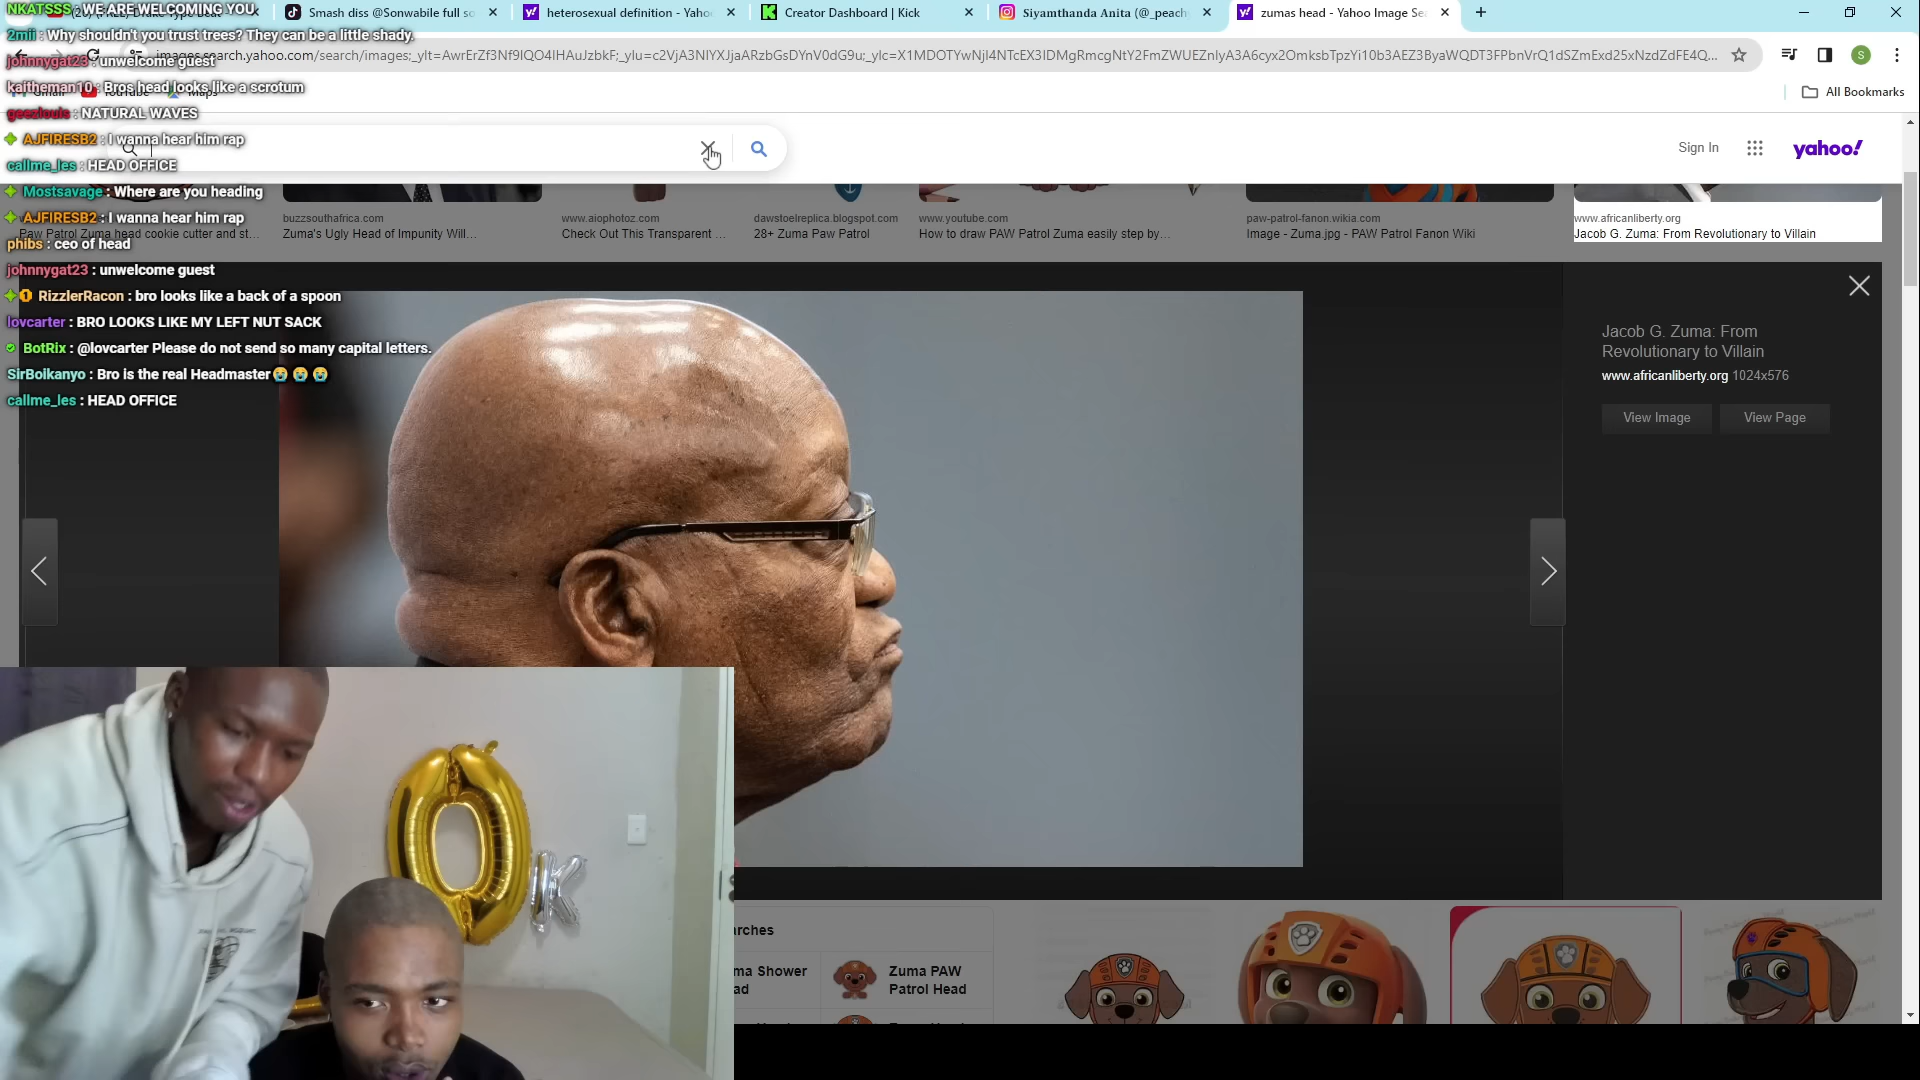 NKATSSS : WE ARE WELCOMING YOU
2mii : Why shouldn't you trust trees? They can be a little shady.
johnnygat23 : unwelcome guest
kaitheman10 : Bros head looks like a scrotum
geezlouis : NATURAL WAVES
AJFIRESB2 : I wanna hear him rap
callme_les : HEAD OFFICE
Mostsavage : Where are you heading
AJFIRESB2 : I wanna hear him rap
phibs : ceo of head
johnnygat23 : unwelcome guest
RizzlerRacon : bro looks like a back of a spoon
lovcarter : BRO LOOKS LIKE MY LEFT NUT SACK
BotRix : @lovcarter Please do not send so many capital letters.
SirBoikanyo : Bro is the real Headmaster😭 😭 😭
callme_les : HEAD OFFICE
Smash diss @Sonwabile full so
heterosexual definition - Yaho
Creator Dashboard | Kick
Siyamthanda Anita (@_peachy
zumas head - Yahoo Image Se
YouTube
Maps
All Bookmarks
Sign In
yahoo!
Paw Patrol Zuma head cookie cutter and st...
buzzsouthafrica.com
Zuma's Ugly Head of Impunity Will...
www.aiophotoz.com
Check Out This Transparent ...
dawstoelreplica.blogspot.com
28+ Zuma Paw Patrol
www.youtube.com
How to draw PAW Patrol Zuma easily step by...
paw-patrol-fanon.wikia.com
Image - Zuma.jpg - PAW Patrol Fanon Wiki
www.africanliberty.org
Jacob G. Zuma: From Revolutionary to Villain
Jacob G. Zuma: From
Revolutionary to Villain
www.africanliberty.org 1024x576
View Image
View Page
arches
ma Shower
ad
Zuma PAW
Patrol Head
OK